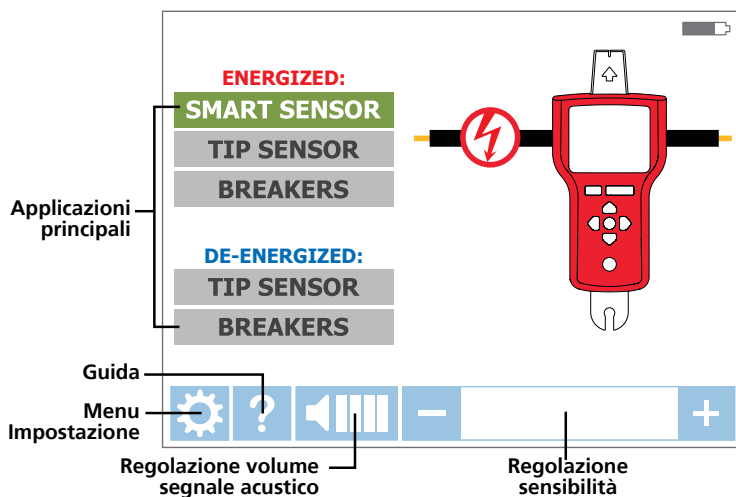 ENERGIZED:
SMART SENSOR
TIP SENSOR
BREAKERS
Applicazioni
principali
DE-ENERGIZED:
TIP SENSOR
BREAKERS
Guida
Menu
Impostazione
?
Regolazione volume
segnale acustico
Regolazione
sensibilità